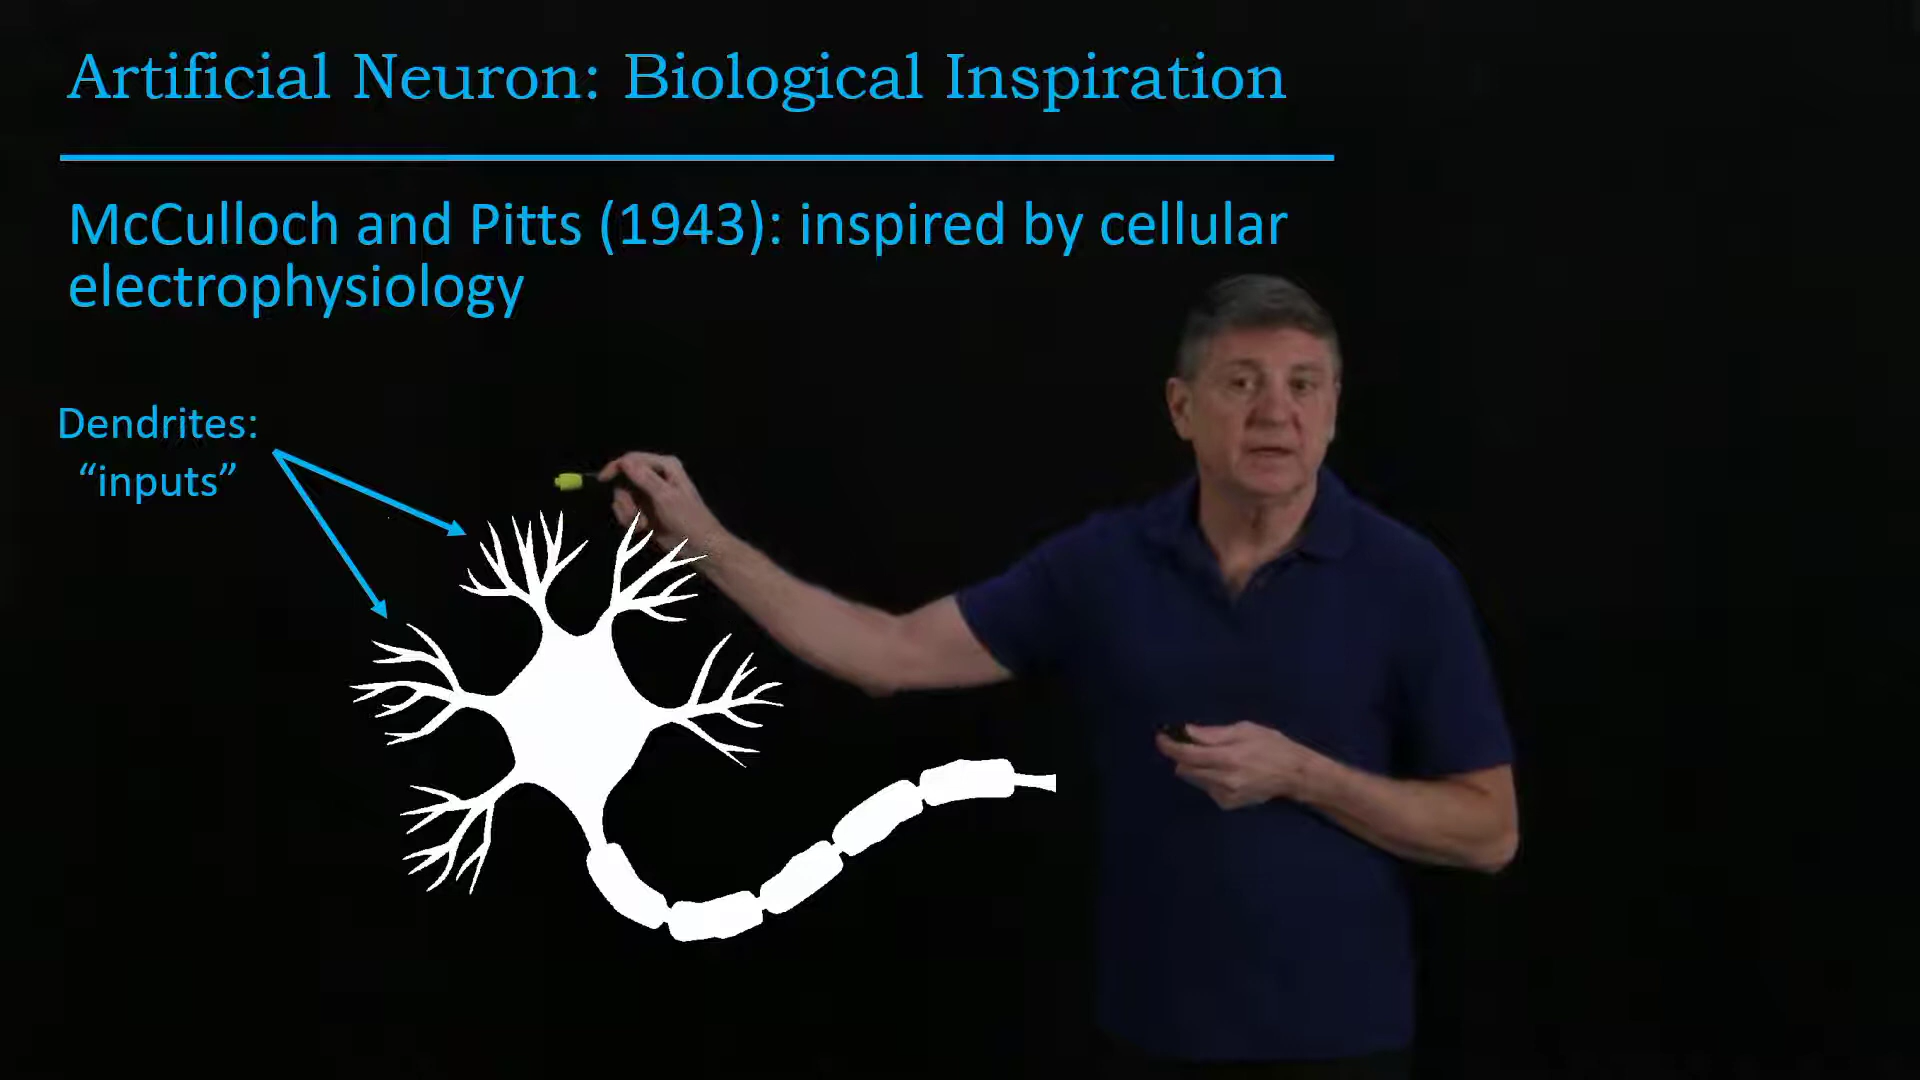 Artificial Neuron: Biological Inspiration
McCulloch and Pitts (1943): inspired by cellular
electrophysiology
Dendrites:
“inputs”